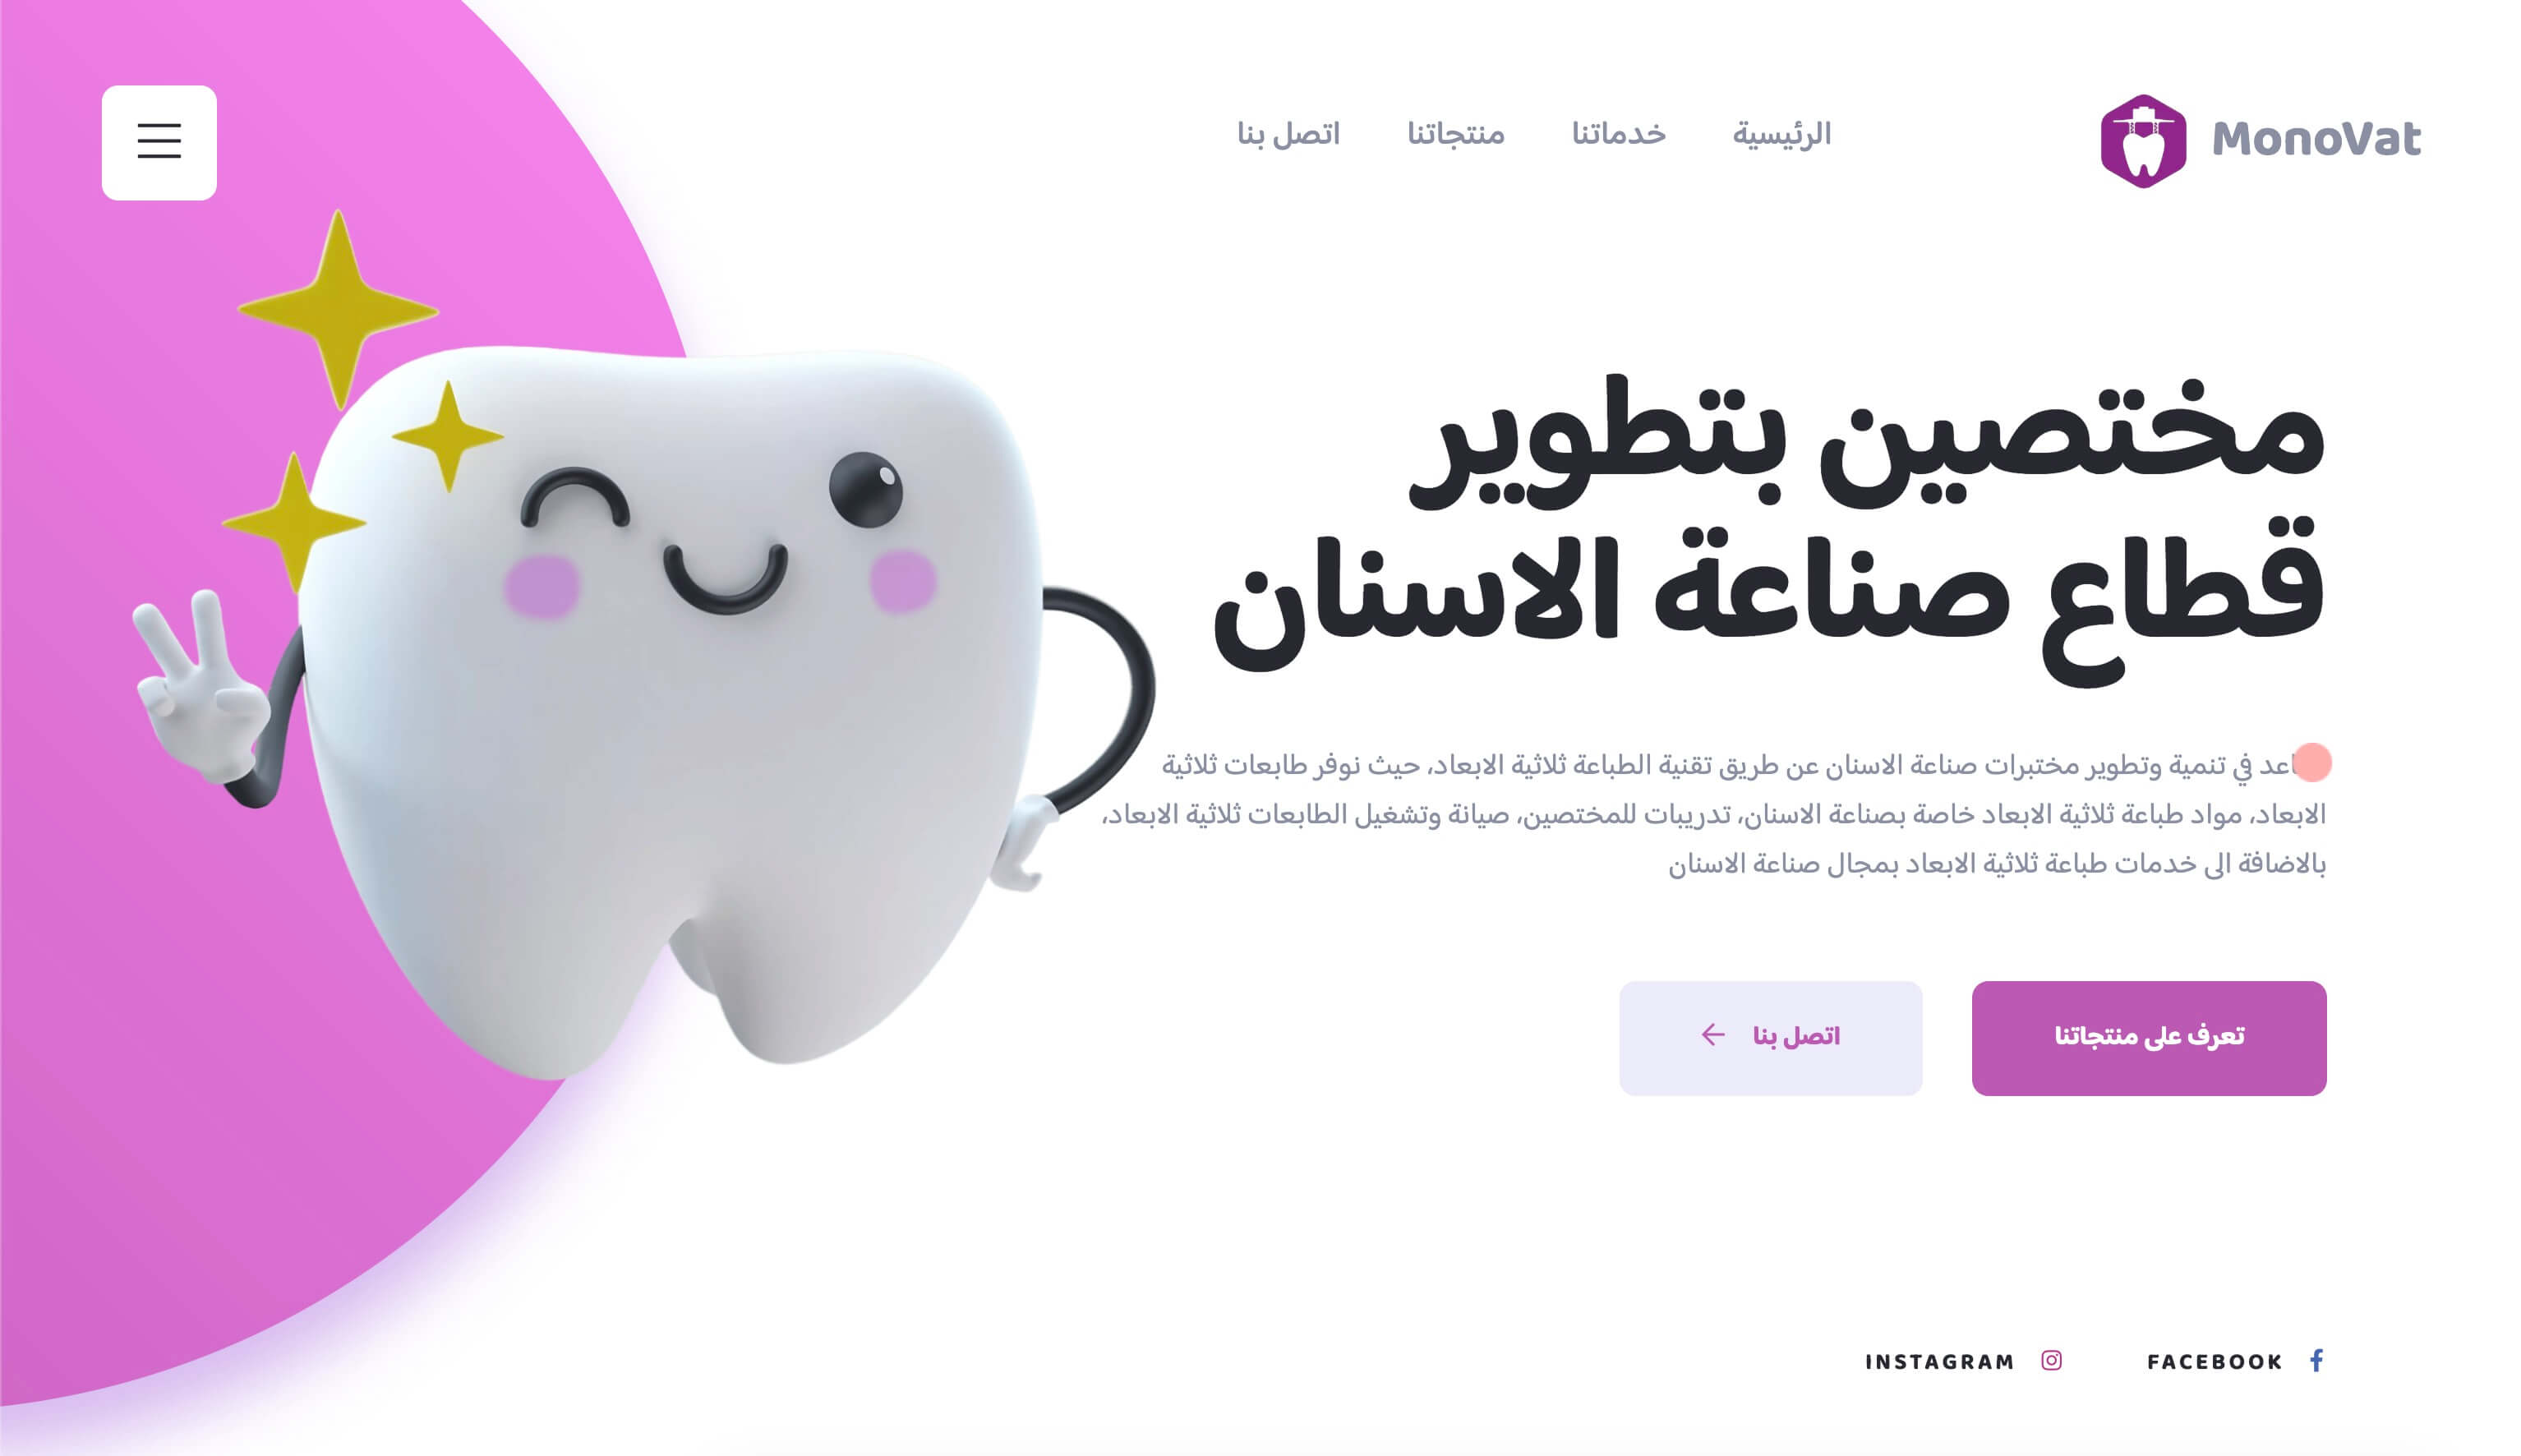 MonoVat
الرئيسية
خدماتنا
منتجاتنا
اتصل بنا
مختصين بتطوير
قطاع صناعة الاسنان
في تنمية وتطوير مختبرات صناعة الاسنان عن طريق تقنية الطباعة ثلاثية الابعاد، حيث نوفر طابعات ثلاثية
الابعاد، مواد طباعة ثلاثية الابعاد خاصة بصناعة الاسنان، تدريبات للمختصين، صيانة وتشغيل الطابعات ثلاثية الابعاد،
بالاضافة الى خدمات طباعة ثلاثية الابعاد بمجال صناعة الاسنان
تعرف على منتجاتنا
اتصل بنا
FACEBOOK
INSTAGRAM